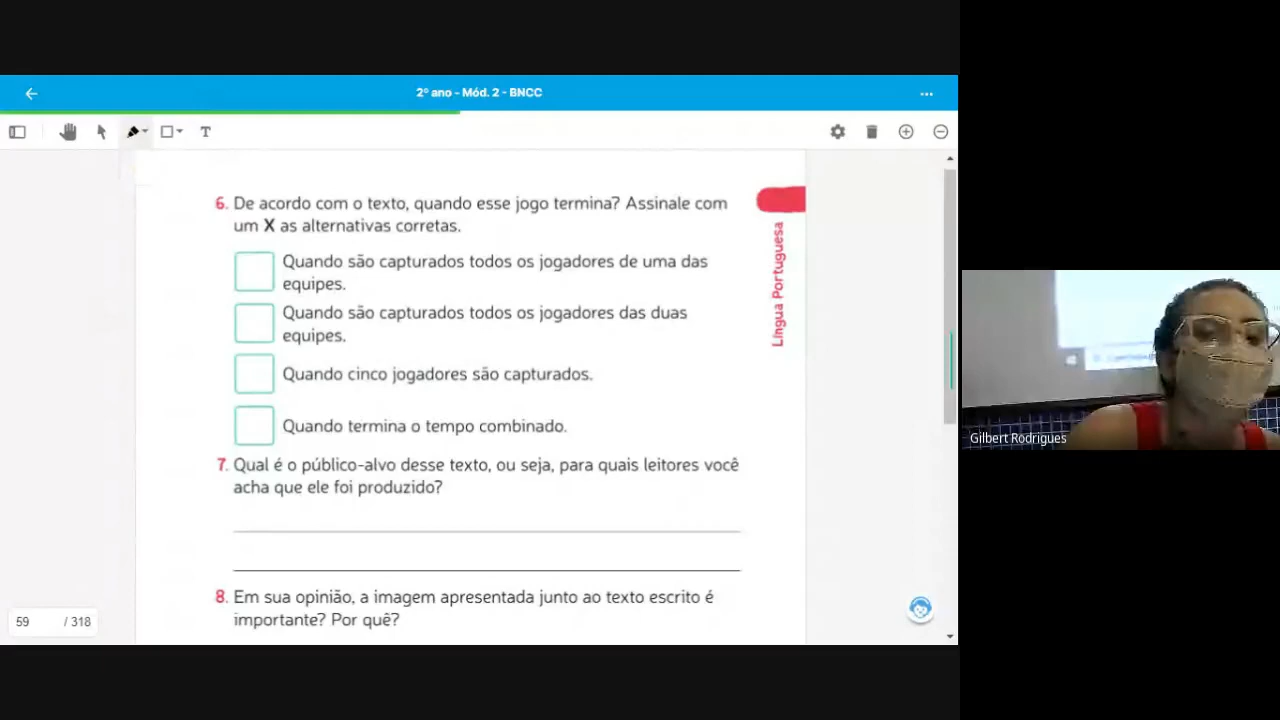 2º ano - Mód. 2 - BNCC
T
6. De acordo com o texto, quando esse jogo termina? Assinale com
um X as alternativas corretas.
Quando são capturados todos os jogadores de uma das
equipes.
Quando são capturados todos os jogadores das duas
equipes.
Quando cinco jogadores são capturados.
Quando termina o tempo combinado.
7. Qual é o público-alvo desse texto, ou seja, para quais leitores você
acha que ele foi produzido?
8. Em sua opinião, a imagem apresentada junto ao texto escrito é
importante? Por quê?
Língua Portuguesa
59 / 318
Gilbert Rodrigues